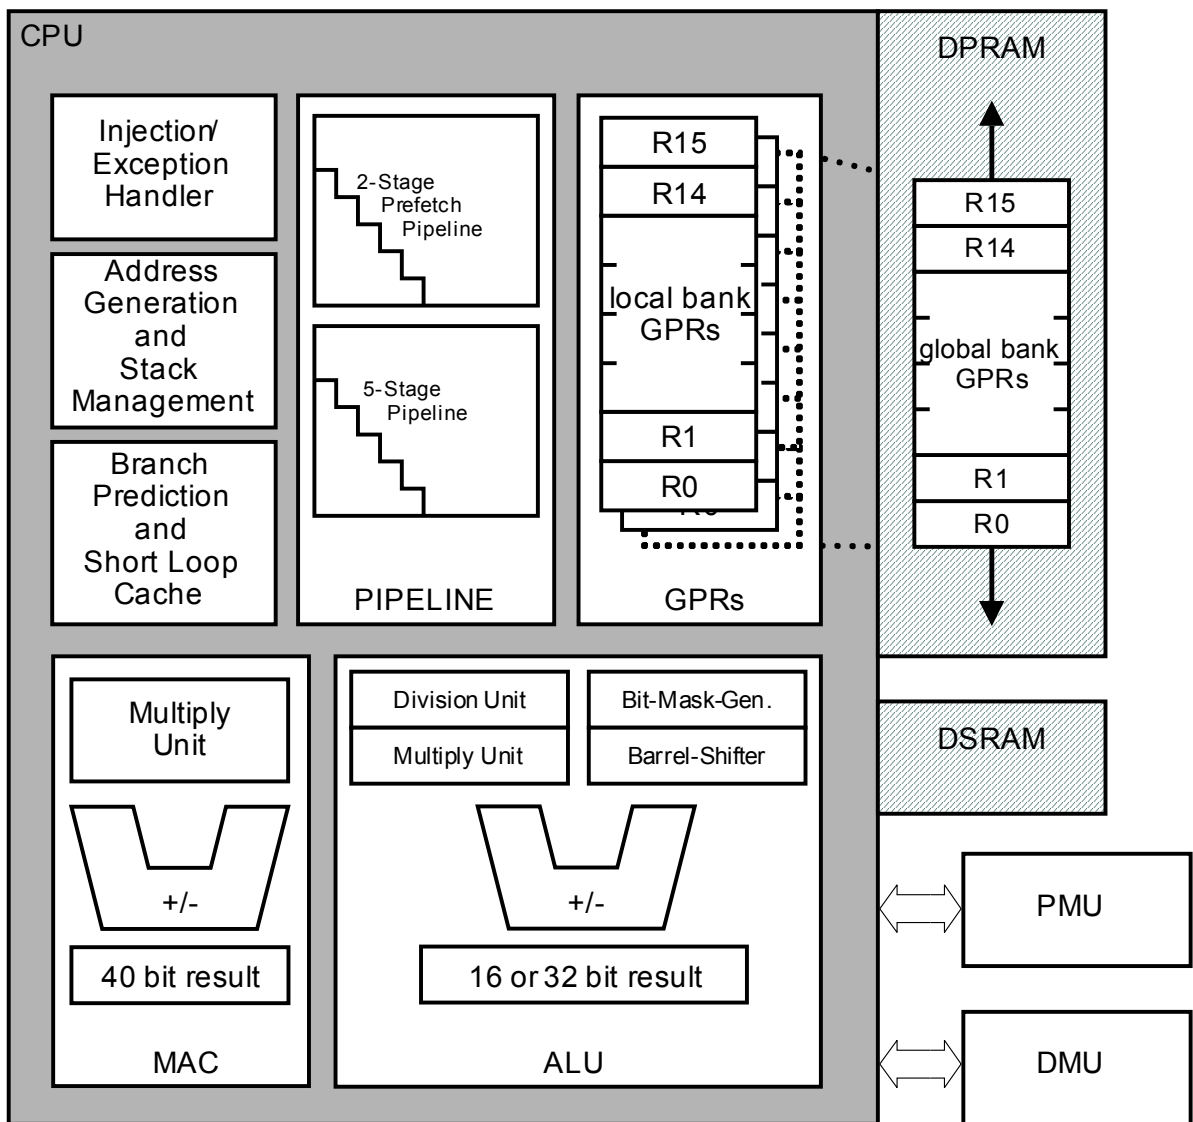 CPU
Injection/
Exception
Handler
Address
Generation
and
Stack
Management
Branch
Prediction
and
Short Loop
Cache
2-Stage
Prefetch
Pipeline
5-Stage
Pipeline
PIPELINE
R15
R14
local bank
GPRs
R1
R0
R0
GPRs
DPRAM
R15
R14
global bank
GPRs
R1
R0
Multiply
Unit
+/-
40 bit result
MAC
Division Unit
Multiply Unit
Bit-Mask-Gen.
Barrel-Shifter
+/-
16 or 32 bit result
ALU
DSRAM
PMU
DMU